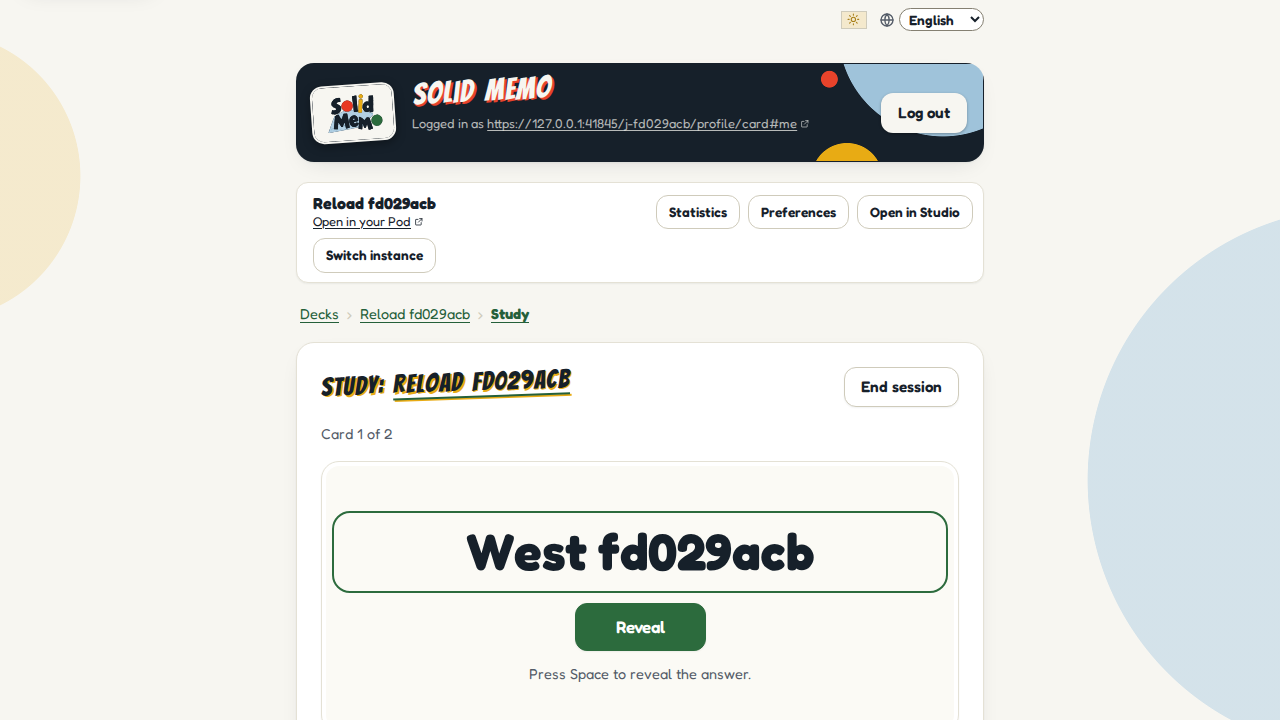 English
Solid Memo
SOLID MEMO
Logged in as https://127.0.0.1:41845/j-fd029acb/profile/card#me
Log out
Reload fd029acb
Open in your Pod
Statistics
Preferences
Open in Studio
Switch instance
Decks › Reload fd029acb › Study
STUDY: RELOAD FD029ACB
End session
Card 1 of 2
West fd029acb
Reveal
Press Space to reveal the answer.